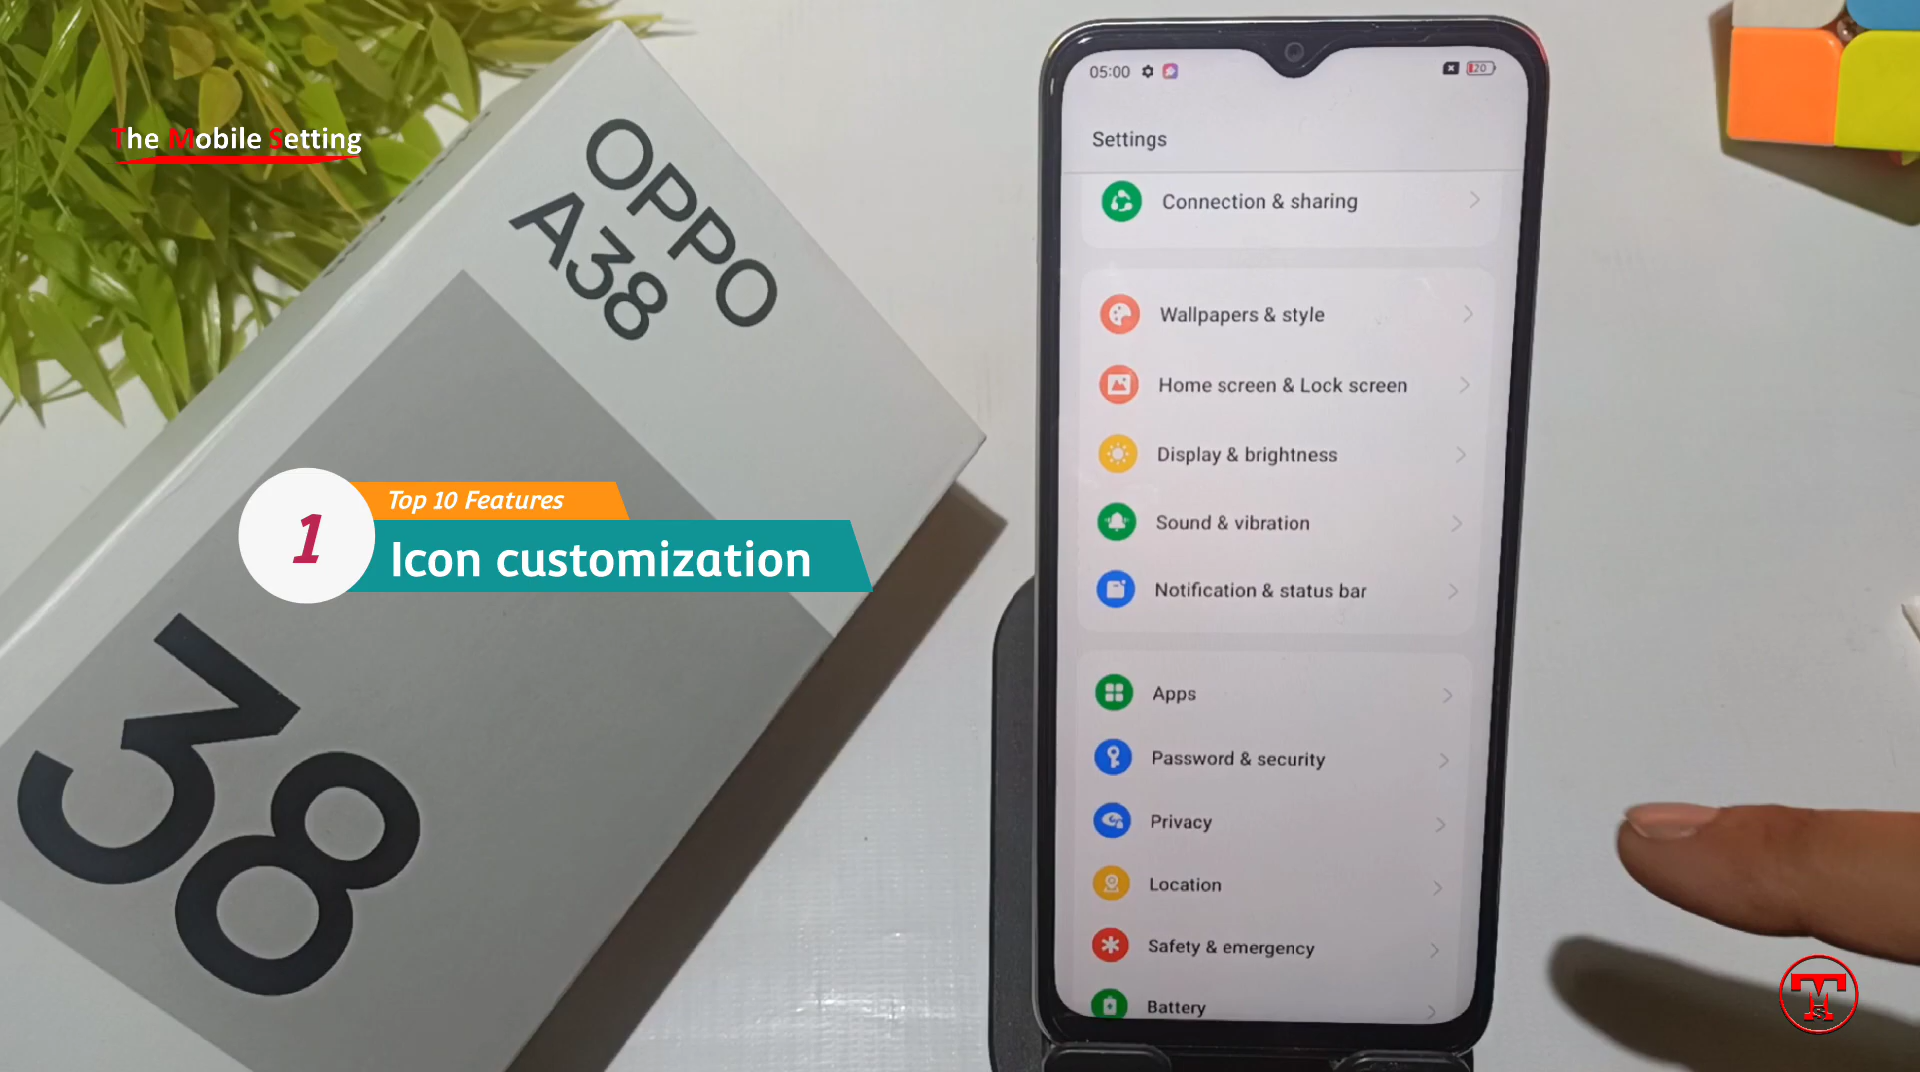 The Mobile Setting
OPPO
A38
38
1
Top 10 Features
Icon customization
05:00
20
Settings
Connection & sharing
Wallpapers & style
Home screen & Lock screen
Display & brightness
Sound & vibration
Notification & status bar
Apps
Password & security
Privacy
Location
Safety & emergency
Battery
TMS